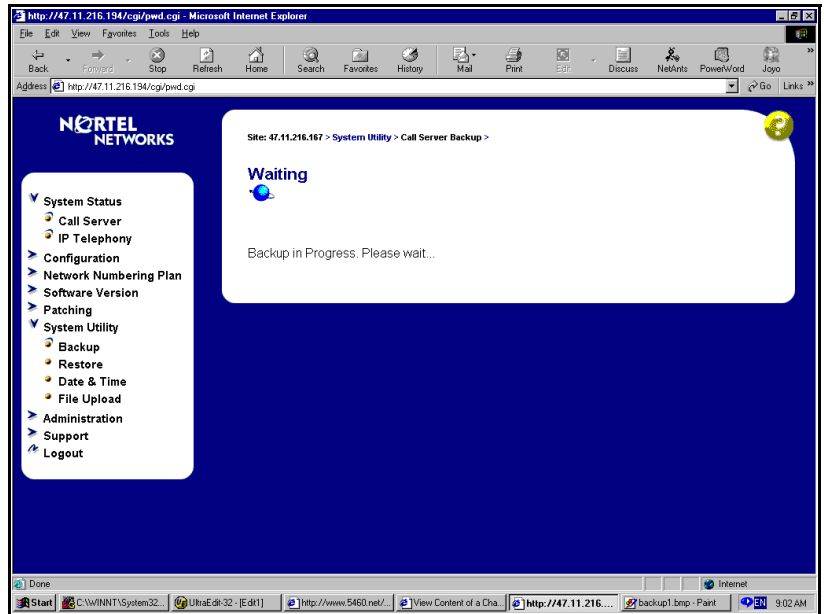 http://47.11.216.194/cgi/pwd.cgi - Microsoft Internet Explorer
File Edit View Favorites Tools Help
Back Forward Stop Refresh Home Search Favorites History Mail Print Edit Discuss NetAnts PowerWord Joyo
Address http://47.11.216.194/cgi/pwd.cgi Go Links
NORTEL
NETWORKS
Site: 47.11.216.167 > System Utility > Call Server Backup >
Waiting
Backup in Progress. Please wait...
System Status
Call Server
IP Telephony
Configuration
Network Numbering Plan
Software Version
Patching
System Utility
Backup
Restore
Date & Time
File Upload
Administration
Support
Logout
Done Internet
Start C:\WINNT\System32... UltraEdit-32 - [Edit1] http://www.5460.net/... View Content of a Cha... http://47.11.216.... backup1.bmp - Paint EN 9:02 AM